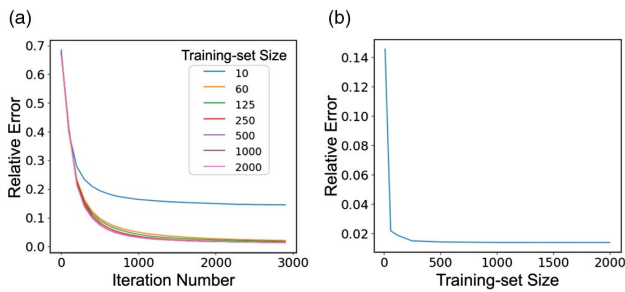 (a)
Relative Error
0.7
0.6
0.5
0.4
0.3
0.2
0.1
0.0
Training-set Size
10
60
125
250
500
1000
2000
0 1000 2000 3000
Iteration Number
(b)
Relative Error
0.14
0.12
0.10
0.08
0.06
0.04
0.02
0 500 1000 1500 2000
Training-set Size